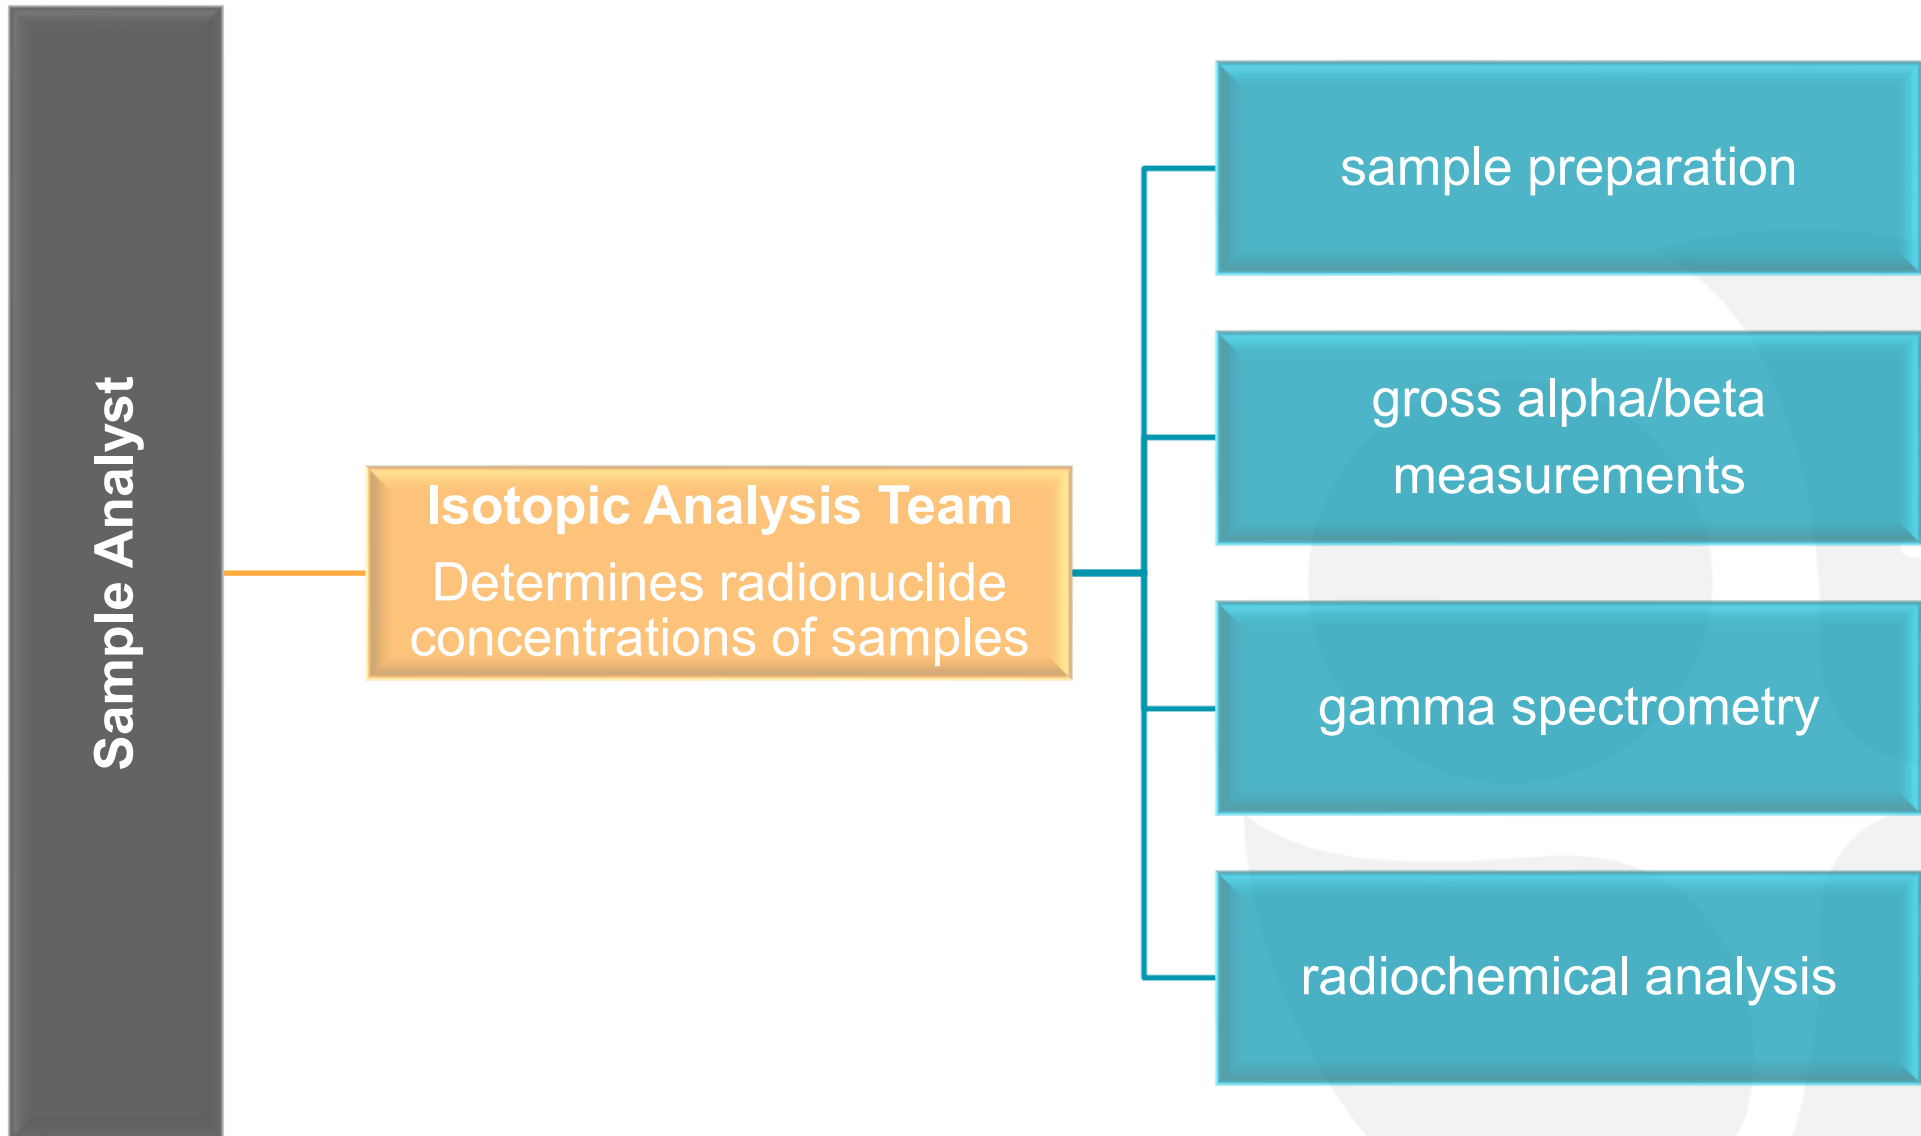 Sample Analyst
Isotopic Analysis Team
Determines radionuclide
concentrations of samples
sample preparation
gross alpha/beta
measurements
gamma spectrometry
radiochemical analysis